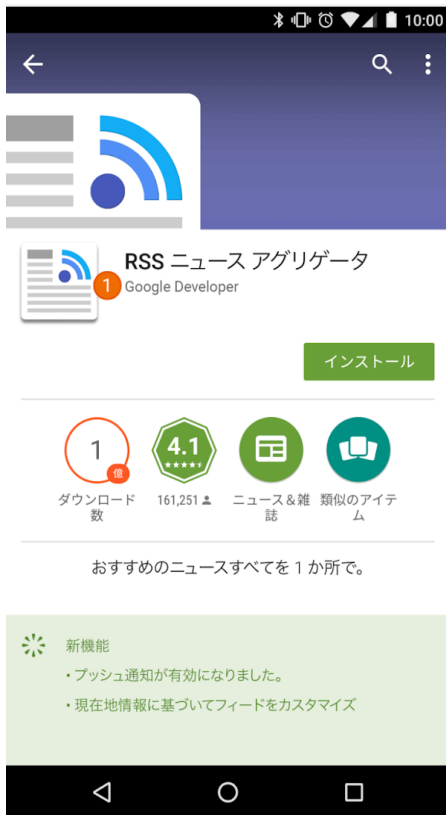 10:00
RSS ニュース アグリゲータ
1
Google Developer
インストール
1
億
ダウンロード
数
4.1
161,251
ニュース&雑
誌
類似のアイテ
ム
おすすめのニュースすべてを 1 か所で。
新機能
・プッシュ通知が有効になりました。
・現在地情報に基づいてフィードをカスタマイズ